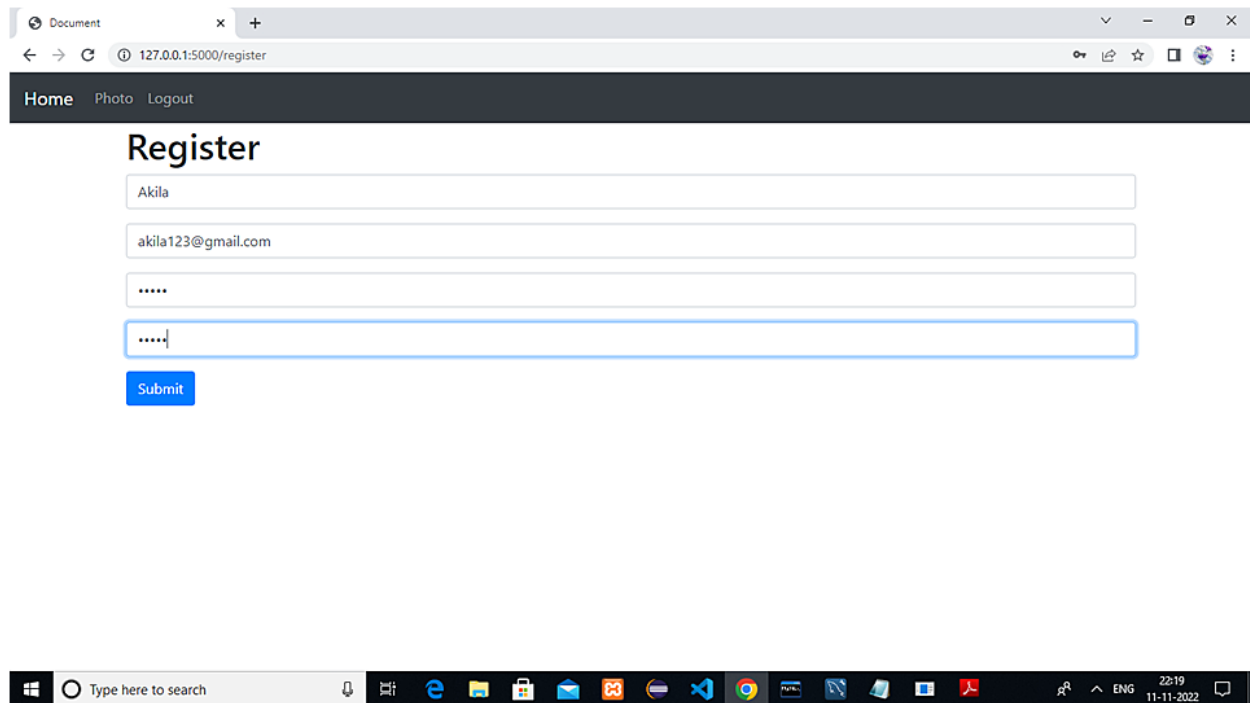 Document
127.0.0.1:5000/register
Home Photo Logout
Register
Akila
akila123@gmail.com
•••••
•••••
Submit
Type here to search
ENG
22:19
11-11-2022